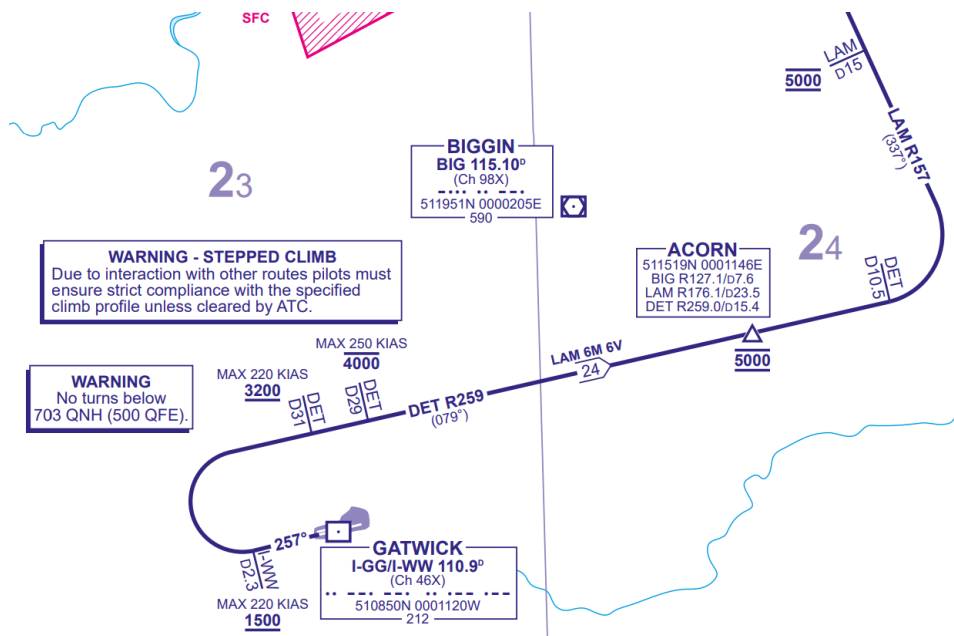 SFC
LAM
D15
5000
LAM R157
(337°)
BIGGIN
BIG 115.10ᴰ
(Ch 98X)
511951N 0000205E
590
23
24
WARNING - STEPPED CLIMB
Due to interaction with other routes pilots must
ensure strict compliance with the specified
climb profile unless cleared by ATC.
ACORN
511519N 0001146E
BIG R127.1/D7.6
LAM R176.1/D23.5
DET R259.0/D15.4
DET
D10.5
5000
LAM 6M 6V
24
MAX 250 KIAS
4000
MAX 220 KIAS
3200
DET
D31
DET
D29
DET R259
(079°)
WARNING
No turns below
703 QNH (500 QFE).
257°
I-WW
D2.3
MAX 220 KIAS
1500
GATWICK
I-GG/I-WW 110.9ᴰ
(Ch 46X)
510850N 0001120W
212